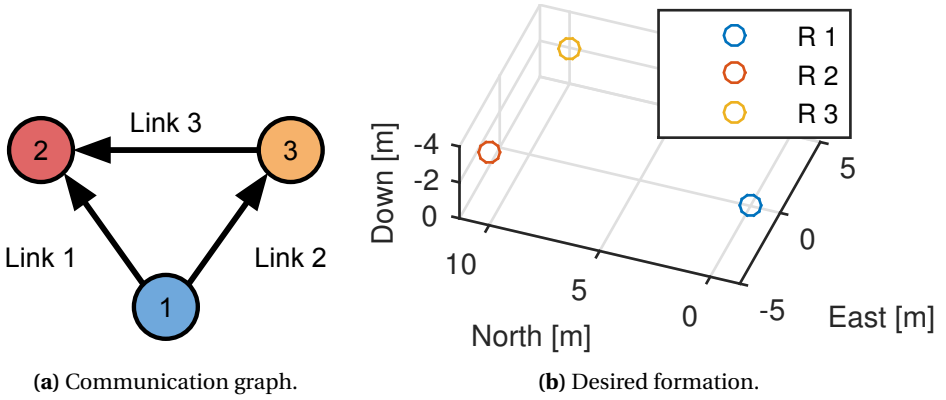 2
3
1
Link 3
Link 1
Link 2
(a) Communication graph.
R 1
R 2
R 3
Down [m]
-4
-2
0
10
5
0
North [m]
-5
0
5
East [m]
(b) Desired formation.